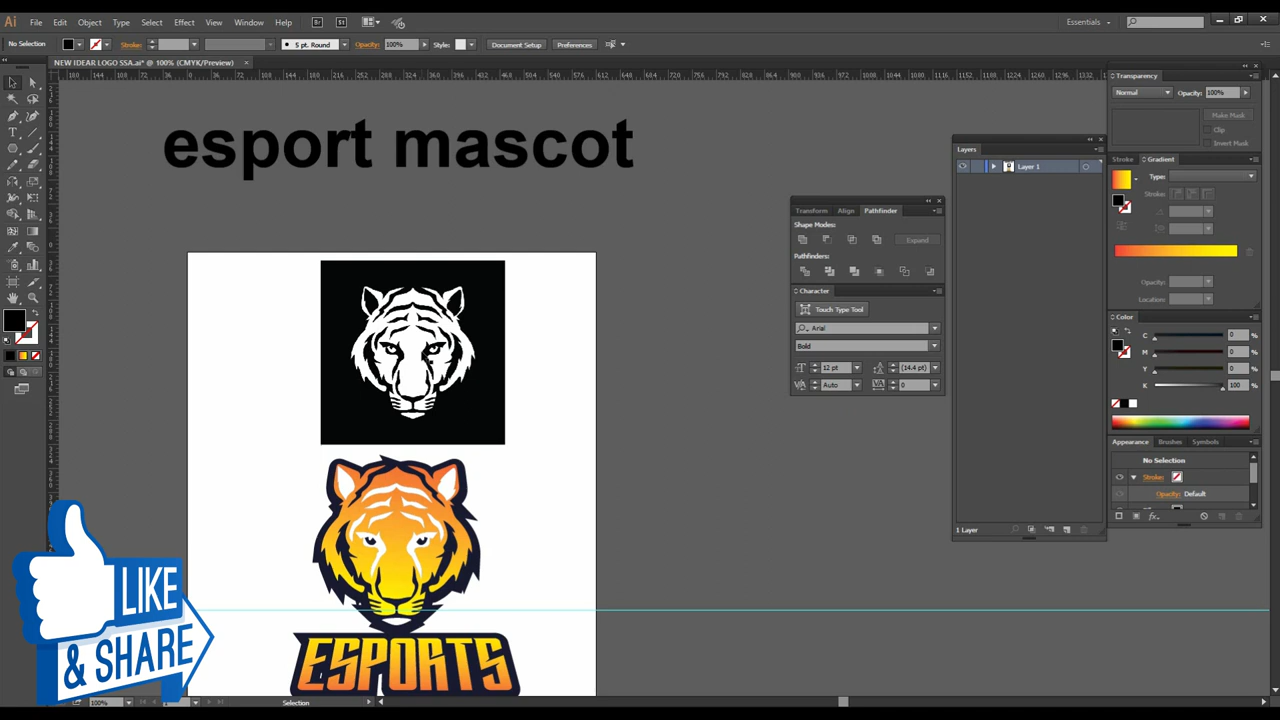 Ai File Edit Object Type Select Effect View Window Help Br St Essentials
No Selection Stroke: 5 pt. Round Opacity: 100% Style: Document Setup Preferences
NEW IDEAR LOGO SSA.ai* @ 100% (CMYK/Preview)
esport mascot
Layers
Layer 1
1 Layer
Transform Align Pathfinder
Shape Modes:
Expand
Pathfinders:
Character
Touch Type Tool
Arial
Bold
12 pt (14.4 pt)
Auto 0
Transparency
Normal Opacity: 100%
Make Mask
Clip
Invert Mask
Stroke Gradient
Type:
Stroke:
Opacity:
Location:
Color
C 0 %
M 0 %
Y 0 %
K 100 %
Appearance Brushes Symbols
No Selection
Stroke:
Opacity: Default
fx.
ESPORTS
LIKE
& SHARE
100% Selection